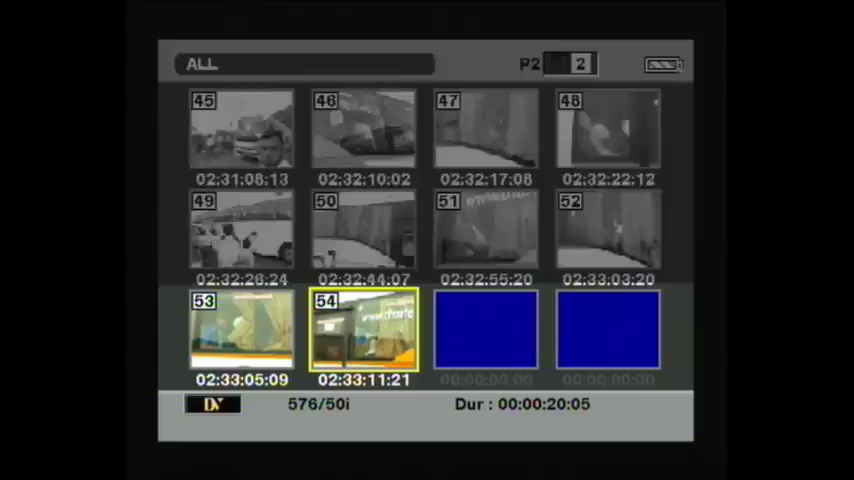 ALL P2 2
45 46 47 48
02:31:08:13 02:32:10:02 02:32:17:08 02:32:22:12
49 50 51 52
02:32:26:24 02:32:44:07 02:32:55:20 02:33:03:20
53 54
02:33:05:09 02:33:11:21 00:00:00:00 00:00:00:00
DV 576/50i Dur : 00:00:20:05